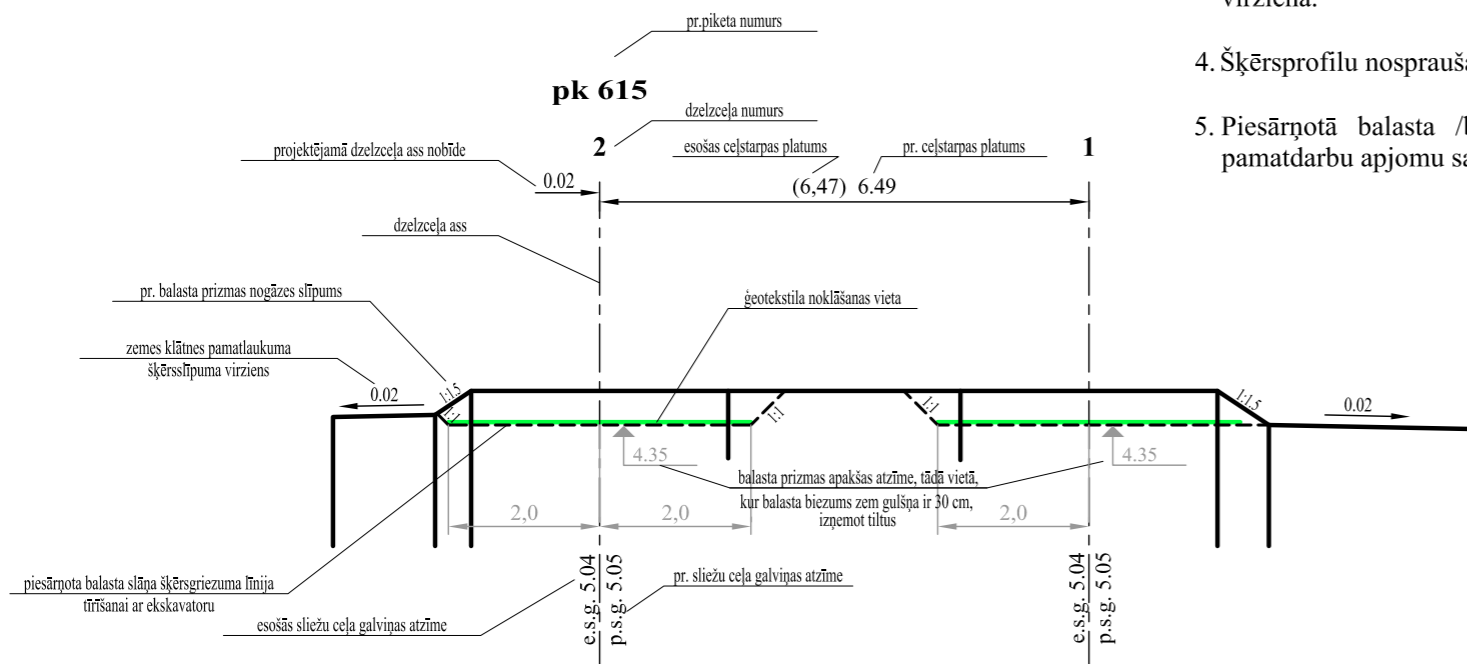 virzienā.
pr.piketa numurs
4. Šķērsprofilu nosprauša
pk 615
dzelzceļa numurs
5. Piesārņotā balasta /b
pamatdarbu apjomu sa
projektējamā dzelzceļa ass nobīde
2
esošas ceļstarpas platums
pr. ceļstarpas platums
1
0.02
(6,47) 6.49
dzelzceļa ass
pr. balasta prizmas nogāzes slīpums
ģeotekstila noklāšanas vieta
zemes klātnes pamatlaukuma
šķērsslīpuma virziens
0.02
1:1.5
1:1
1:1
1:1
1:1.5
0.02
4.35
4.35
balasta prizmas apakšas atzīme, tādā vietā,
kur balasta biezums zem gulšņa ir 30 cm,
izņemot tiltus
2,0
2,0
2,0
piesārņota balasta slāņa šķērsgriezuma līnija
tīrīšanai ar ekskavatoru
e.s.g. 5.04
p.s.g. 5.05
pr. sliežu ceļa galviņas atzīme
e.s.g. 5.04
p.s.g. 5.05
esošās sliežu ceļa galviņas atzīme